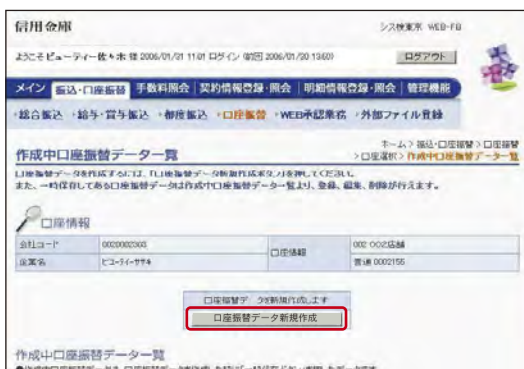 信用金庫
シス検東京 WEB-FB
ようこそ ビューティー佐々木 様 2006/01/21 11:01 ログイン (前回 2006/01/20 13:60)
ログアウト
メイン 振込・口座振替 手数料照会 契約情報登録・照会 明細情報登録・照会 管理機能
・総合振込 ・給与・賞与振込 ・都度振込 ・口座振替 ・WEB承認業務 ・外部ファイル登録
ホーム > 振込・口座振替 > 口座振替
> 口座選択 > 作成中口座振替データ一覧
作成中口座振替データ一覧
口座振替データを作成するには、「口座振替データ新規作成ボタン」を押してください。
また、一時保存してある口座振替データは作成中口座振替データ一覧より、登録、編集、削除が行えます。
口座情報
会社コード 0020002303 口座情報 002 002店舗
企業名 ビューティーササキ 普通 0002155
口座振替データを新規作成します
口座振替データ新規作成
作成中口座振替データ一覧